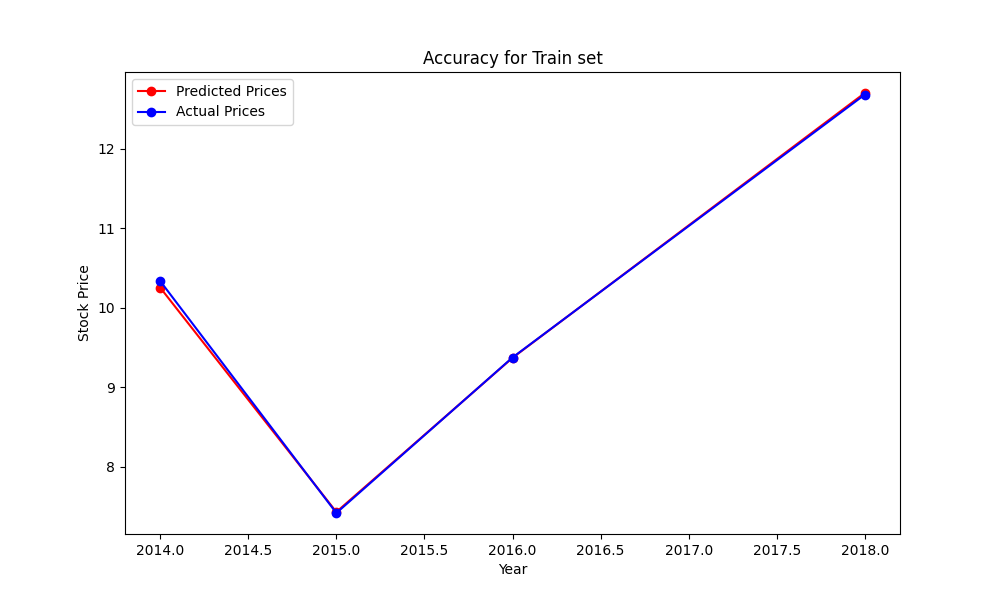 Accuracy for Train set
Predicted Prices
Actual Prices
12
11
10
9
8
Stock Price
2014.0 2014.5 2015.0 2015.5 2016.0 2016.5 2017.0 2017.5 2018.0
Year